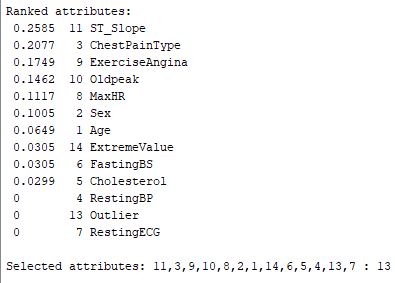 Ranked attributes:
0.2585 11 ST_Slope
0.2077 3 ChestPainType
0.1749 9 ExerciseAngina
0.1462 10 Oldpeak
0.1117 8 MaxHR
0.1005 2 Sex
0.0649 1 Age
0.0305 14 ExtremeValue
0.0305 6 FastingBS
0.0299 5 Cholesterol
0 4 RestingBP
0 13 Outlier
0 7 RestingECG
Selected attributes: 11,3,9,10,8,2,1,14,6,5,4,13,7 : 13